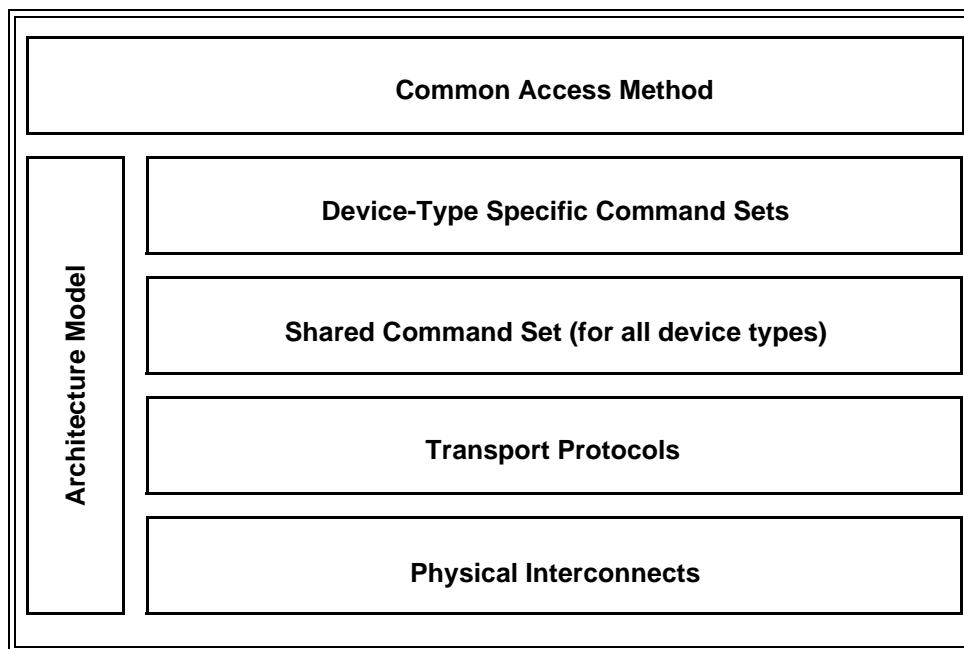 Common Access Method
Architecture Model
Device-Type Specific Command Sets
Shared Command Set (for all device types)
Transport Protocols
Physical Interconnects